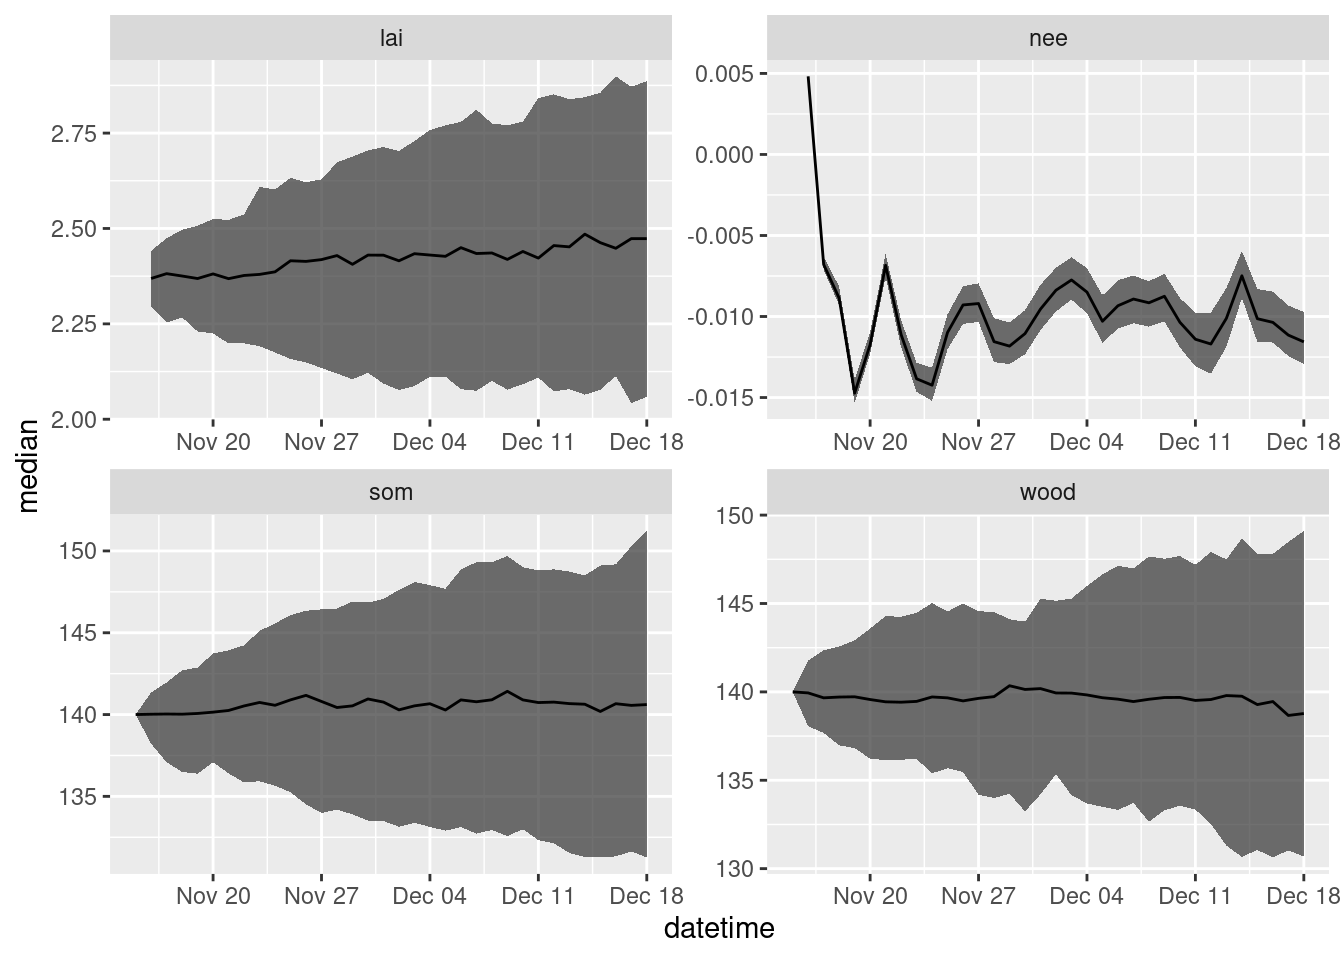 lai
nee
2.75
2.50
2.25
2.00
0.005
0.000
-0.005
-0.010
-0.015
Nov 20 Nov 27 Dec 04 Dec 11 Dec 18
Nov 20 Nov 27 Dec 04 Dec 11 Dec 18
median
som
wood
150
145
140
135
150
145
140
135
130
Nov 20 Nov 27 Dec 04 Dec 11 Dec 18
Nov 20 Nov 27 Dec 04 Dec 11 Dec 18
datetime